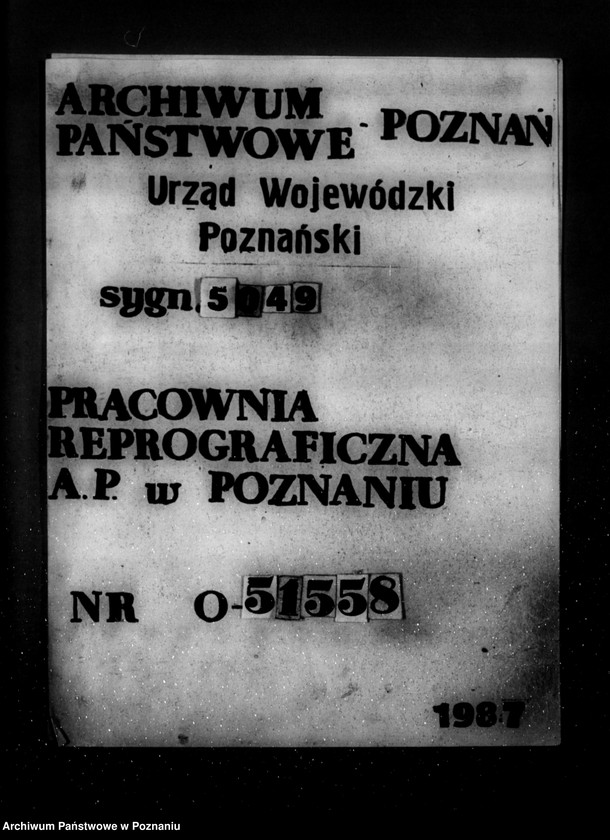 ARCHIWUM
PAŃSTWOWE - POZNAŃ
Urząd Wojewódzki
Poznański
sygn. 5049
PRACOWNIA
REPROGRAFICZNA
A.P. w POZNANIU
NR O-51558
1987
Archiwum Państwowe w Poznaniu